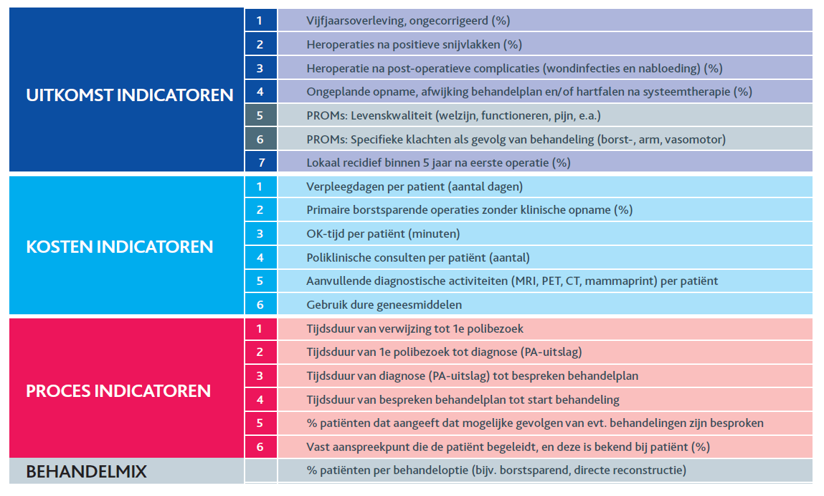 UITKOMST INDICATOREN
1 Vijfjaarsoverleving, ongecorrigeerd (%)
2 Heroperaties na positieve snijvlakken (%)
3 Heroperatie na post-operatieve complicaties (wondinfecties en nabloeding) (%)
4 Ongeplande opname, afwijking behandelplan en/of hartfalen na systeemtherapie (%)
5 PROMs: Levenskwaliteit (welzijn, functioneren, pijn, e.a.)
6 PROMs: Specifieke klachten als gevolg van behandeling (borst-, arm, vasomotor)
7 Lokaal recidief binnen 5 jaar na eerste operatie (%)
KOSTEN INDICATOREN
1 Verpleegdagen per patient (aantal dagen)
2 Primaire borstsparende operaties zonder klinische opname (%)
3 OK-tijd per patiënt (minuten)
4 Poliklinische consulten per patiënt (aantal)
5 Aanvullende diagnostische activiteiten (MRI, PET, CT, mammaprint) per patiënt
6 Gebruik dure geneesmiddelen
PROCES INDICATOREN
1 Tijdsduur van verwijzing tot 1e polibezoek
2 Tijdsduur van 1e polibezoek tot diagnose (PA-uitslag)
3 Tijdsduur van diagnose (PA-uitslag) tot bespreken behandelplan
4 Tijdsduur van bespreken behandelplan tot start behandeling
5 % patiënten dat aangeeft dat mogelijke gevolgen van evt. behandelingen zijn besproken
6 Vast aanspreekpunt die de patiënt begeleidt, en deze is bekend bij patiënt (%)
BEHANDELMIX
% patiënten per behandeloptie (bijv. borstsparend, directe reconstructie)